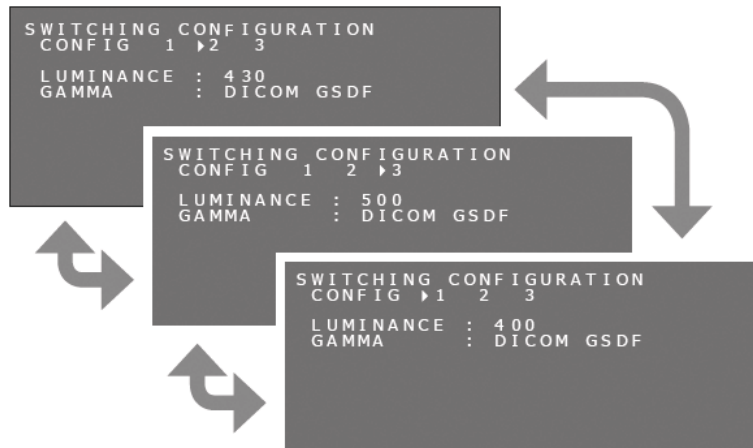 SWITCHING CONFIGURATION
CONFIG 1 ▸2 3
LUMINANCE : 430
GAMMA : DICOM GSDF
SWITCHING CONFIGURATION
CONFIG 1 2 ▸3
LUMINANCE : 500
GAMMA : DICOM GSDF
SWITCHING CONFIGURATION
CONFIG ▸1 2 3
LUMINANCE : 400
GAMMA : DICOM GSDF